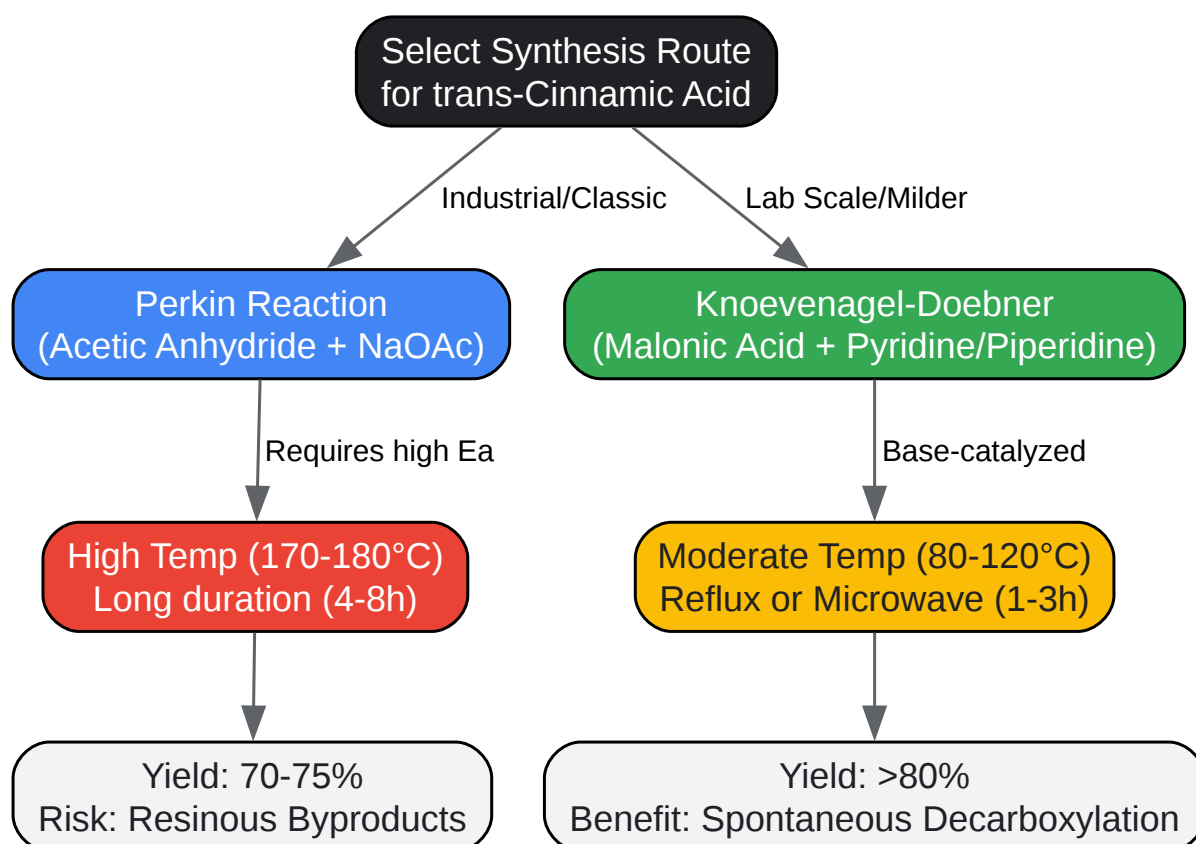 Select Synthesis Route
for trans-Cinnamic Acid
Industrial/Classic
Lab Scale/Milder
Perkin Reaction
(Acetic Anhydride + NaOAc)
Knoevenagel-Doebner
(Malonic Acid + Pyridine/Piperidine)
Requires high Ea
Base-catalyzed
High Temp (170-180°C)
Long duration (4-8h)
Moderate Temp (80-120°C)
Reflux or Microwave (1-3h)
Yield: 70-75%
Risk: Resinous Byproducts
Yield: >80%
Benefit: Spontaneous Decarboxylation